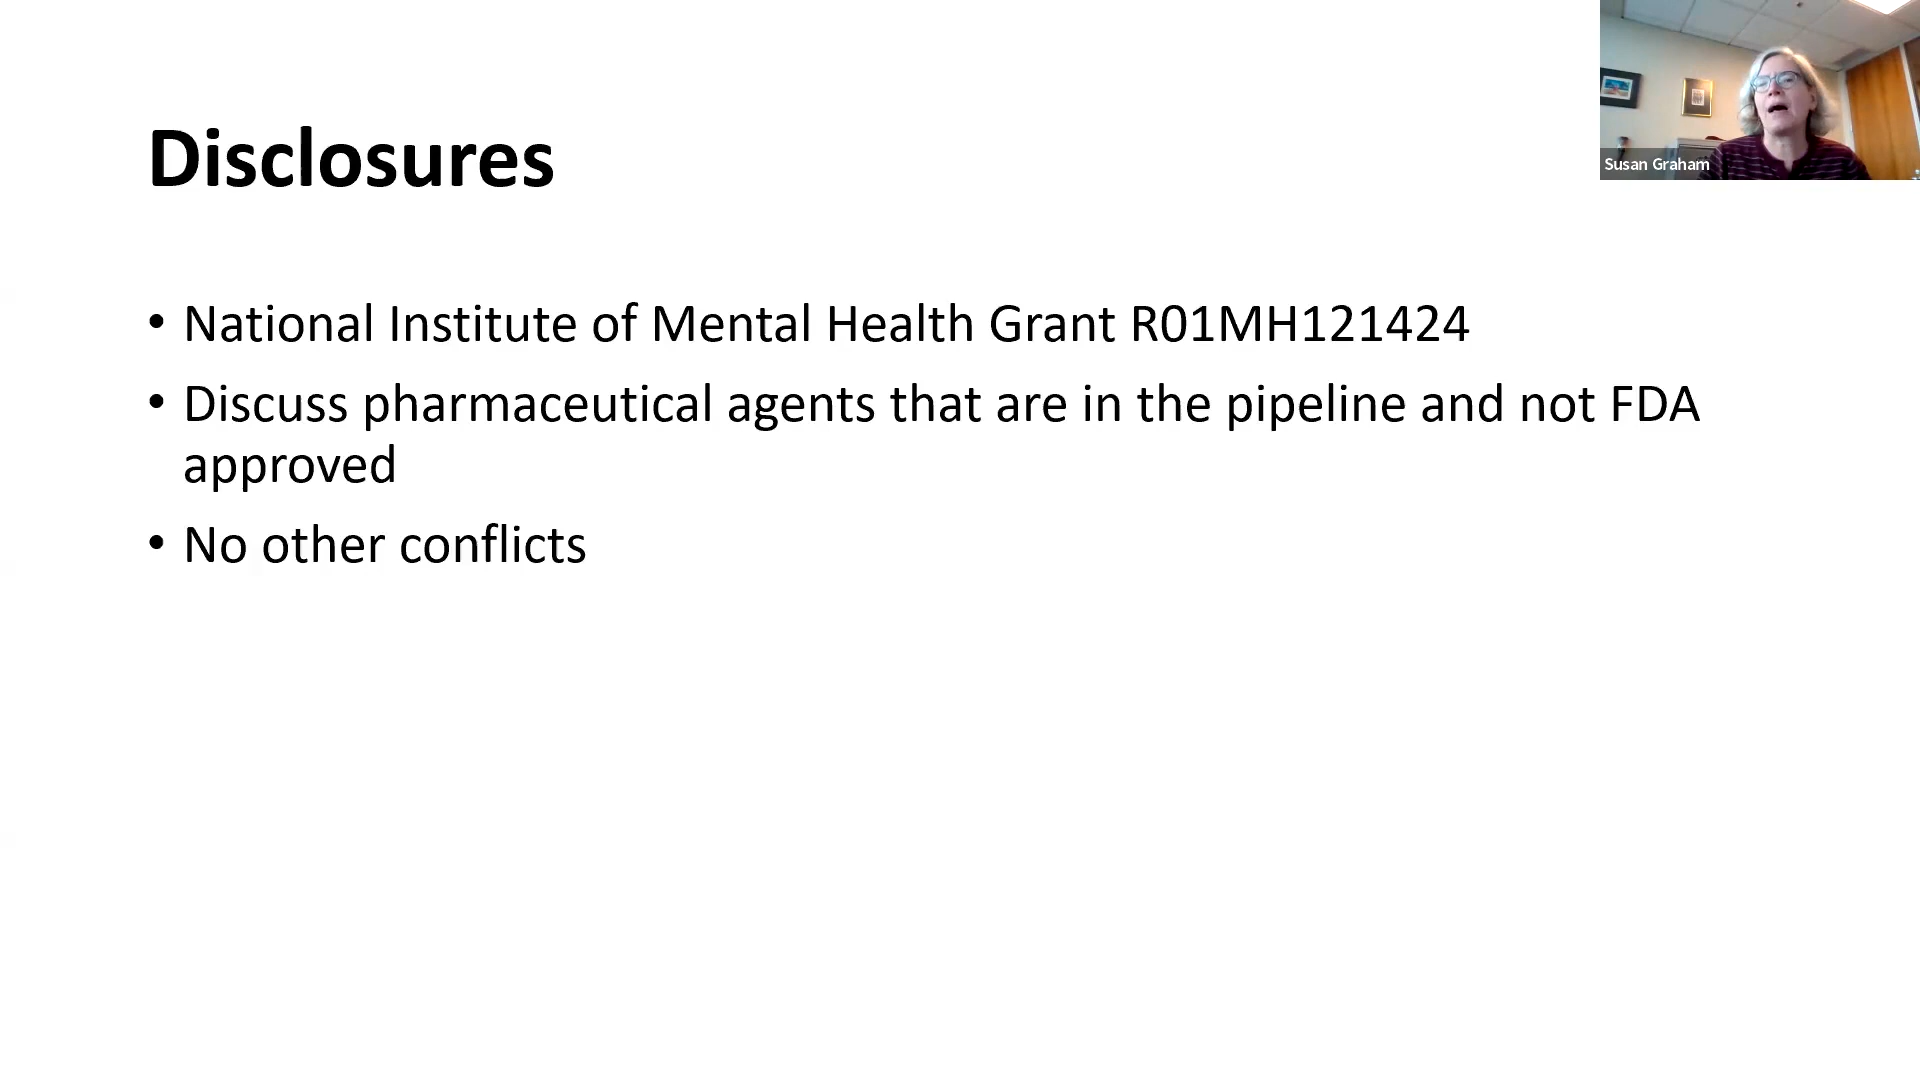 Disclosures
• National Institute of Mental Health Grant R01MH121424
• Discuss pharmaceutical agents that are in the pipeline and not FDA
approved
• No other conflicts
Susan Graham